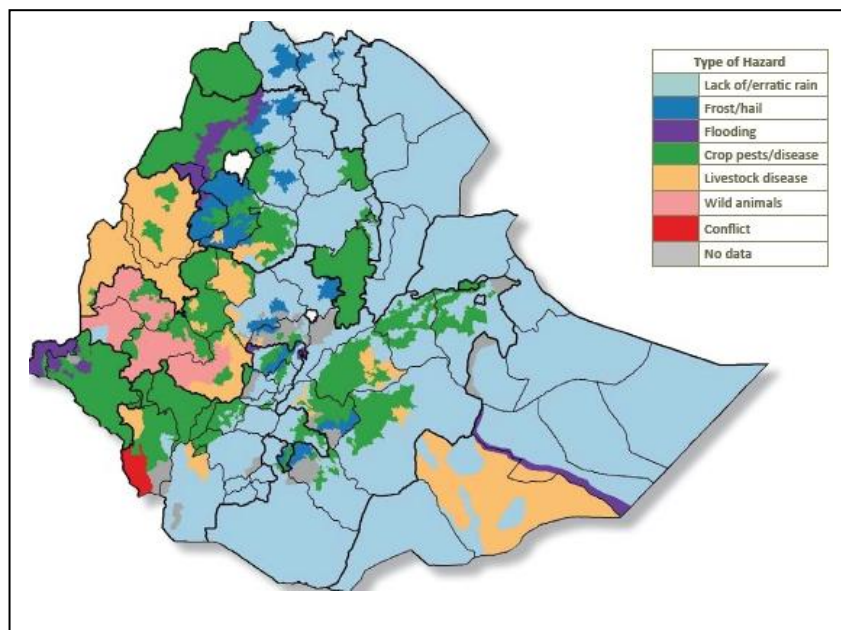 Type of Hazard
Lack of/erratic rain
Frost/hail
Flooding
Crop pests/disease
Livestock disease
Wild animals
Conflict
No data